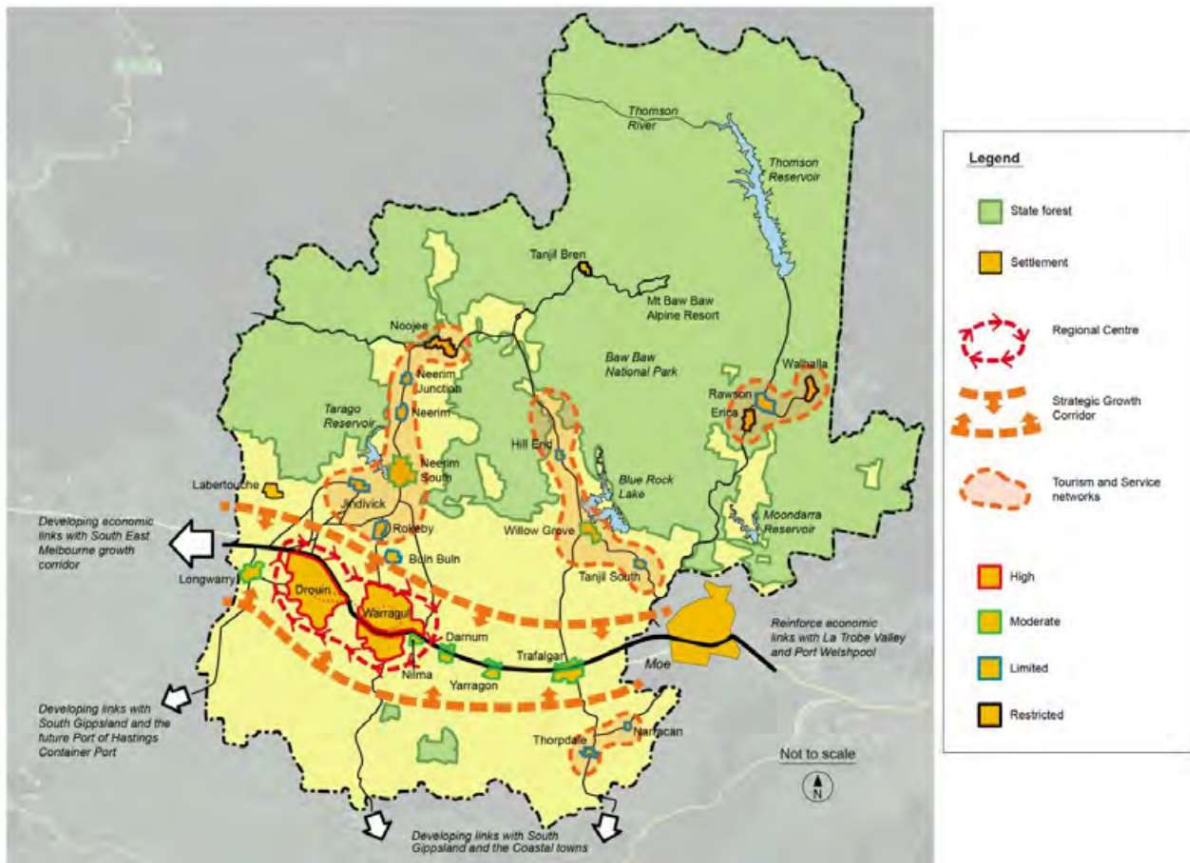 Thomson
River
Thomson
Reservoir
Tanjil Bren
Mt Baw Baw
Alpine Resort
Noojee
Baw Baw
National Park
Walhalla
Rawson
Erica
Neerim
Junction
Tarago
Reservoir
Neerim
Hill End
Neerim
South
Labertouche
Jindivick
Blue Rock
Lake
Moondarra
Reservoir
Rokeby
Willow Grove
Developing economic
links with South East
Melbourne growth
corridor
Buln Buln
Tanjil South
Longwarry
Drouin
Warragul
Reinforce economic
links with La Trobe Valley
and Port Welshpool
Darnum
Trafalgar
Moe
Nilma
Yarragon
Developing links with
South Gippsland and the
future Port of Hastings
Container Port
Narracan
Thorpdale
Not to scale
N
Developing links with South
Gippsland and the Coastal towns
Legend
State forest
Settlement
Regional Centre
Strategic Growth
Corridor
Tourism and Service
networks
High
Moderate
Limited
Restricted